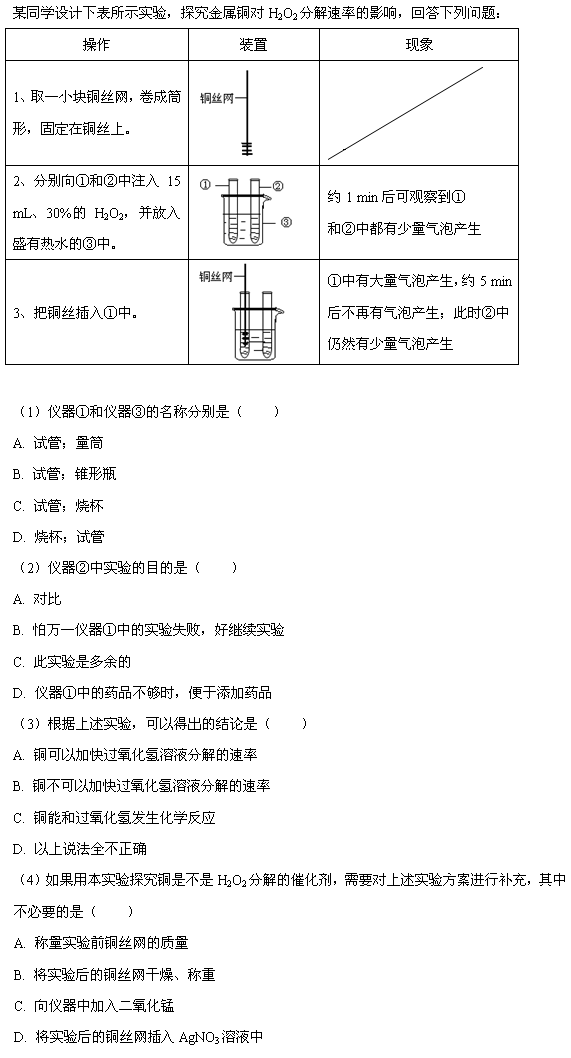 某同学设计下表所示实验，探究金属铜对H₂O₂分解速率的影响，回答下列问题：
操作 装置 现象
1、取一小块铜丝网，卷成筒
形，固定在铜丝上。
铜丝网
2、分别向①和②中注入 15
mL、30%的 H₂O₂，并放入
盛有热水的③中。
① ② ③
约 1 min 后可观察到①
和②中都有少量气泡产生
3、把铜丝插入①中。
铜丝网
①中有大量气泡产生，约 5 min
后不再有气泡产生；此时②中
仍然有少量气泡产生
（1）仪器①和仪器③的名称分别是（  ）
A. 试管；量筒
B. 试管；锥形瓶
C. 试管；烧杯
D. 烧杯；试管
（2）仪器②中实验的目的是（  ）
A. 对比
B. 怕万一仪器①中的实验失败，好继续实验
C. 此实验是多余的
D. 仪器①中的药品不够时，便于添加药品
（3）根据上述实验，可以得出的结论是（  ）
A. 铜可以加快过氧化氢溶液分解的速率
B. 铜不可以加快过氧化氢溶液分解的速率
C. 铜能和过氧化氢发生化学反应
D. 以上说法全不正确
（4）如果用本实验探究铜是不是H₂O₂分解的催化剂，需要对上述实验方案进行补充，其中
不必要的是（  ）
A. 称量实验前铜丝网的质量
B. 将实验后的铜丝网干燥、称重
C. 向仪器中加入二氧化锰
D. 将实验后的铜丝网插入 AgNO₃溶液中